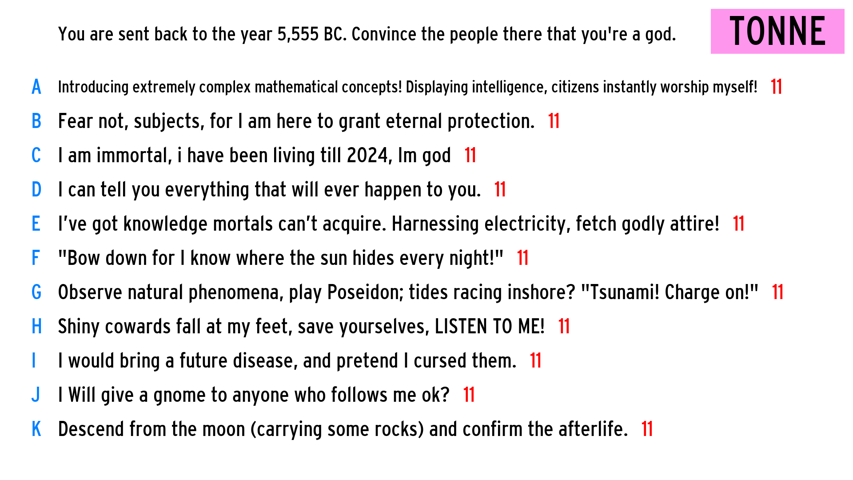 You are sent back to the year 5,555 BC. Convince the people there that you're a god.
TONNE
A Introducing extremely complex mathematical concepts! Displaying intelligence, citizens instantly worship myself! 11
B Fear not, subjects, for I am here to grant eternal protection. 11
C I am immortal, i have been living till 2024, Im god 11
D I can tell you everything that will ever happen to you. 11
E I’ve got knowledge mortals can’t acquire. Harnessing electricity, fetch godly attire! 11
F "Bow down for I know where the sun hides every night!" 11
G Observe natural phenomena, play Poseidon; tides racing inshore? "Tsunami! Charge on!" 11
H Shiny cowards fall at my feet, save yourselves, LISTEN TO ME! 11
I I would bring a future disease, and pretend I cursed them. 11
J I Will give a gnome to anyone who follows me ok? 11
K Descend from the moon (carrying some rocks) and confirm the afterlife. 11